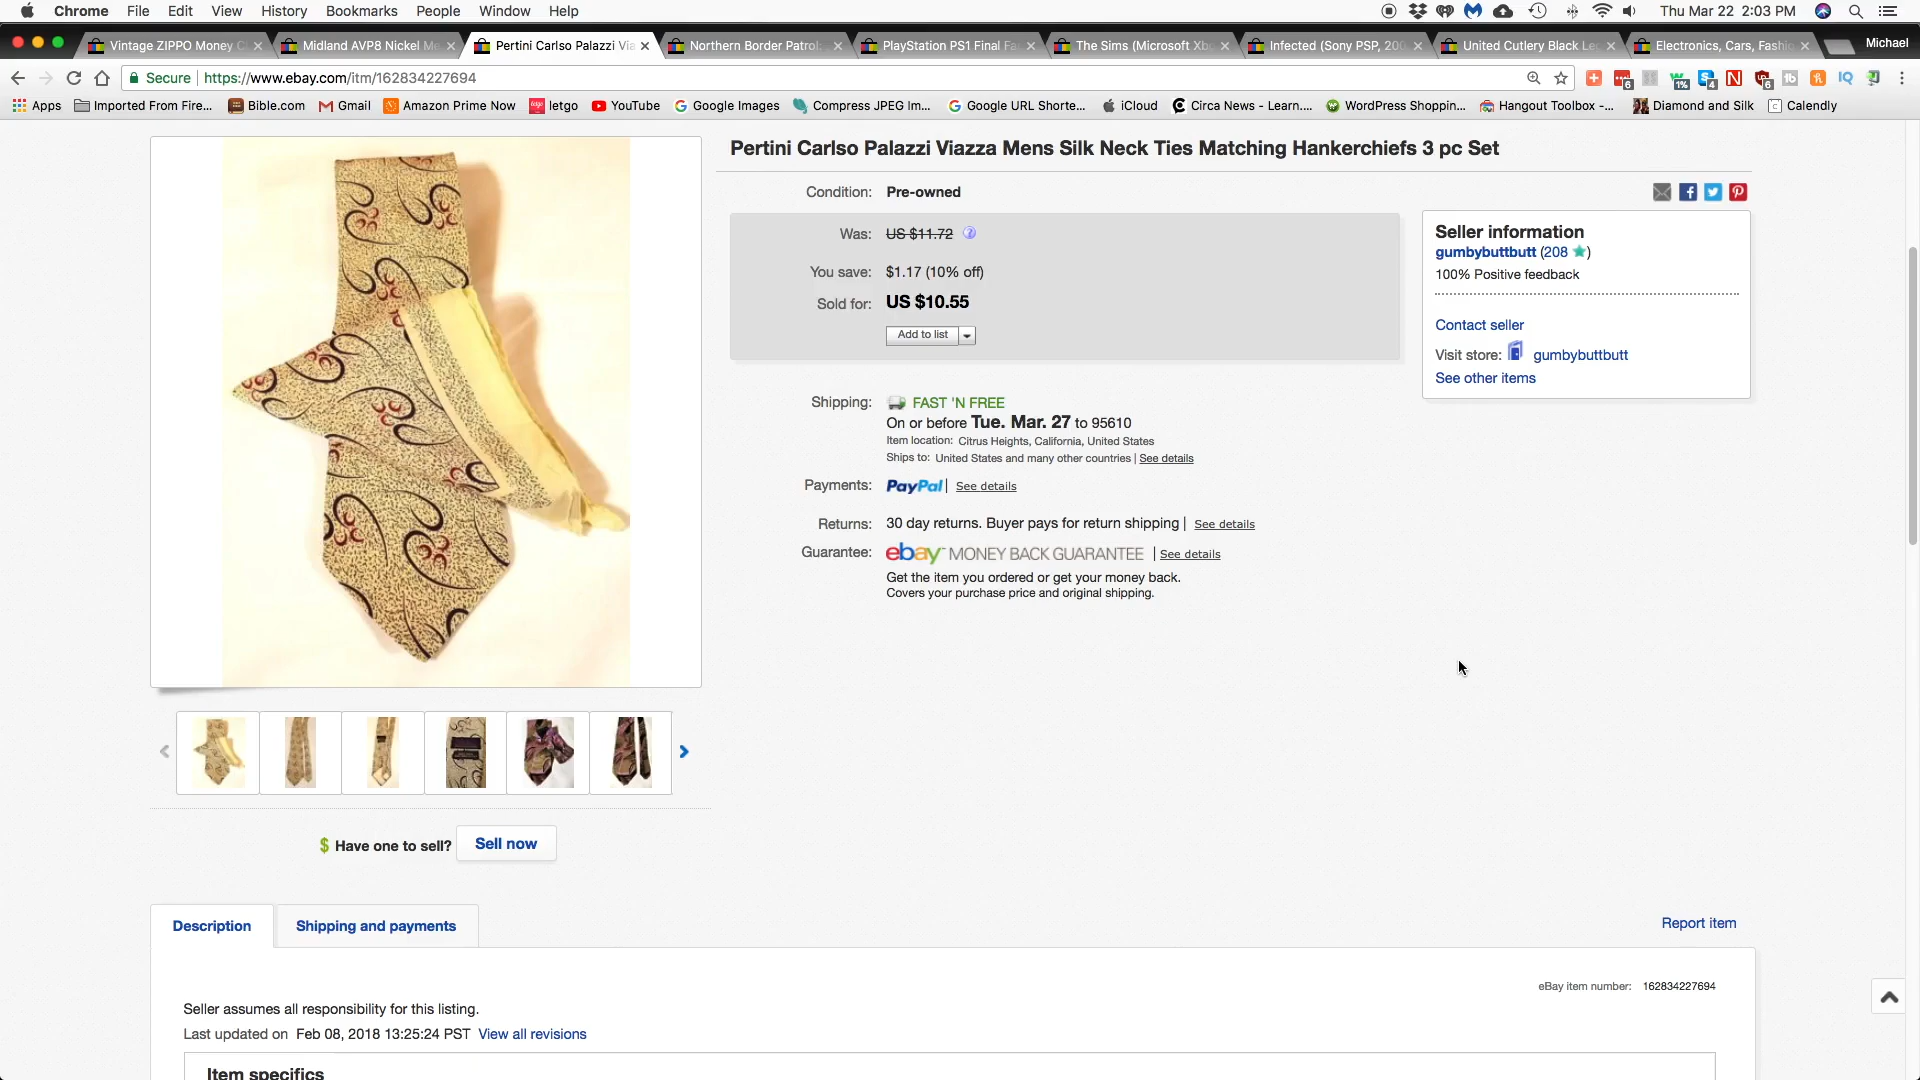 Chrome File Edit View History Bookmarks People Window Help Thu Mar 22 2:03 PM
Vintage ZIPPO Money Midland AVP8 Nickel Me Pertini Carlso Palazzi Via Northern Border Patrol: PlayStation PS1 Final Fa The Sims (Microsoft Xb Infected (Sony PSP, 20 United Cutlery Black Le Electronics, Cars, Fashi Michael
Secure https://www.ebay.com/itm/162834227694
Apps Imported From Fire... Bible.com Gmail Amazon Prime Now letgo YouTube Google Images Compress JPEG Im... Google URL Shorte... iCloud Circa News - Learn.... WordPress Shoppin... Hangout Toolbox -... Diamond and Silk Calendly
Pertini Carlso Palazzi Viazza Mens Silk Neck Ties Matching Hankerchiefs 3 pc Set
Condition: Pre-owned
Was: US $11.72
You save: $1.17 (10% off)
Sold for: US $10.55
Add to list
Seller information
gumbybuttbutt (208)
100% Positive feedback
Contact seller
Visit store: gumbybuttbutt
See other items
Shipping: FAST 'N FREE
On or before Tue. Mar. 27 to 95610
Item location: Citrus Heights, California, United States
Ships to: United States and many other countries | See details
Payments: PayPal | See details
Returns: 30 day returns. Buyer pays for return shipping | See details
Guarantee: ebay MONEY BACK GUARANTEE | See details
Get the item you ordered or get your money back.
Covers your purchase price and original shipping.
$ Have one to sell? Sell now
Description Shipping and payments Report item
eBay item number: 162834227694
Seller assumes all responsibility for this listing.
Last updated on Feb 08, 2018 13:25:24 PST View all revisions
Item specifics